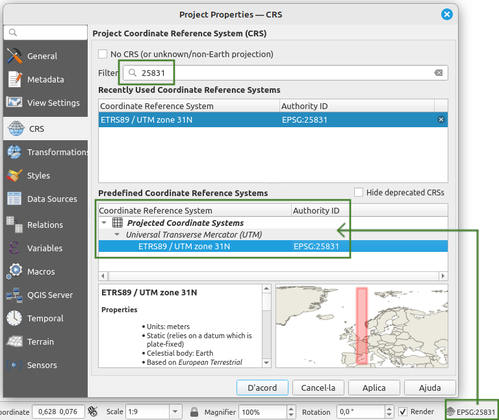 Project Properties — CRS
Project Coordinate Reference System (CRS)
General
Metadata
View Settings
CRS
Transformations
Styles
Data Sources
Relations
Variables
Macros
QGIS Server
Temporal
Terrain
Sensors
No CRS (or unknown/non-Earth projection)
Filter
25831
Recently Used Coordinate Reference Systems
Coordinate Reference System Authority ID
ETRS89 / UTM zone 31N EPSG:25831
Predefined Coordinate Reference Systems
Hide deprecated CRSs
Coordinate Reference System Authority ID
Projected Coordinate Systems
Universal Transverse Mercator (UTM)
ETRS89 / UTM zone 31N EPSG:25831
ETRS89 / UTM zone 31N
Properties
• Units: meters
• Static (relies on a datum which is
plate-fixed)
• Celestial body: Earth
• Based on European Terrestrial
D'acord
Cancel·la
Aplica
Ajuda
oordinate 0,628 0,076 Scale 1:9 Magnifier 100% Rotation 0,0 ° Render EPSG:25831